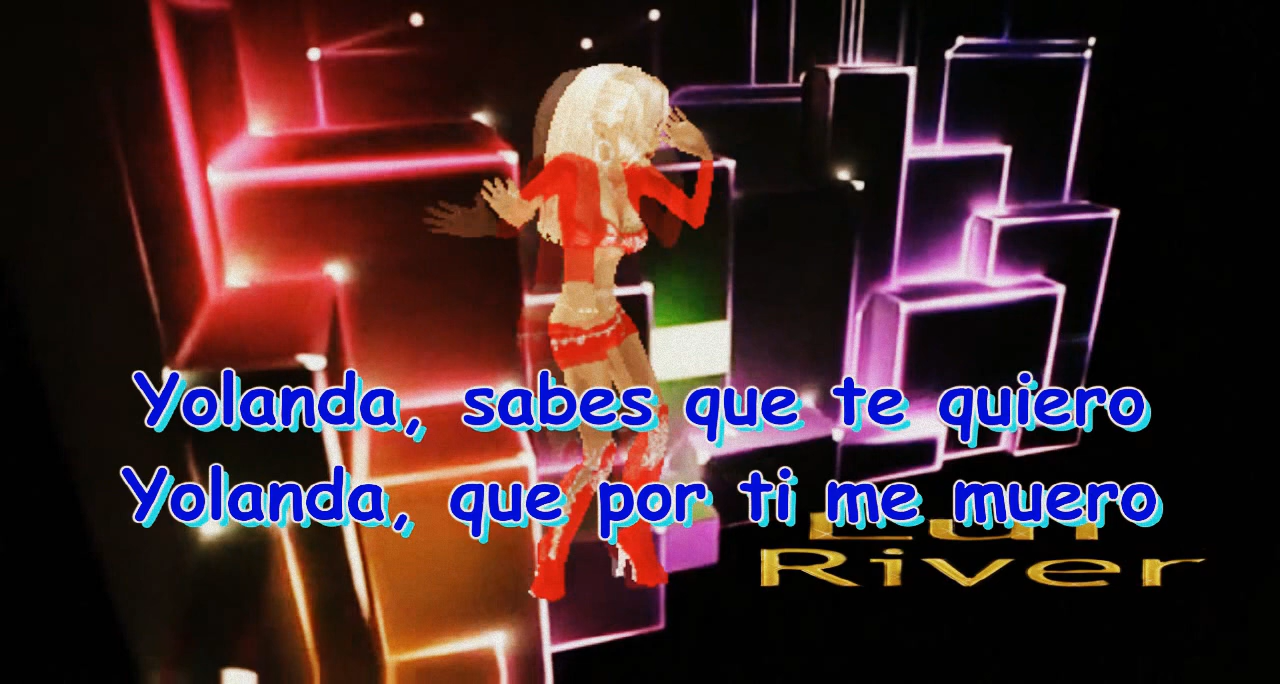 Yolanda, sabes que te quiero
Yolanda, que por ti me muero
River